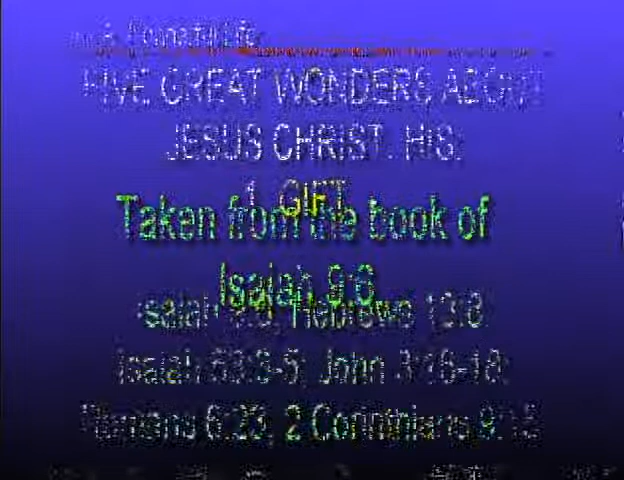 FIVE GREAT WONDERS ABOUT
JESUS CHRIST. HIS:
1. GIFT
Taken from the book of
Isaiah 9:6
Isaiah 9:6; Hebrews 13:8;
Isaiah 53:3-5; John 3:16-18;
Romans 6:23; 2 Corinthians 9:15